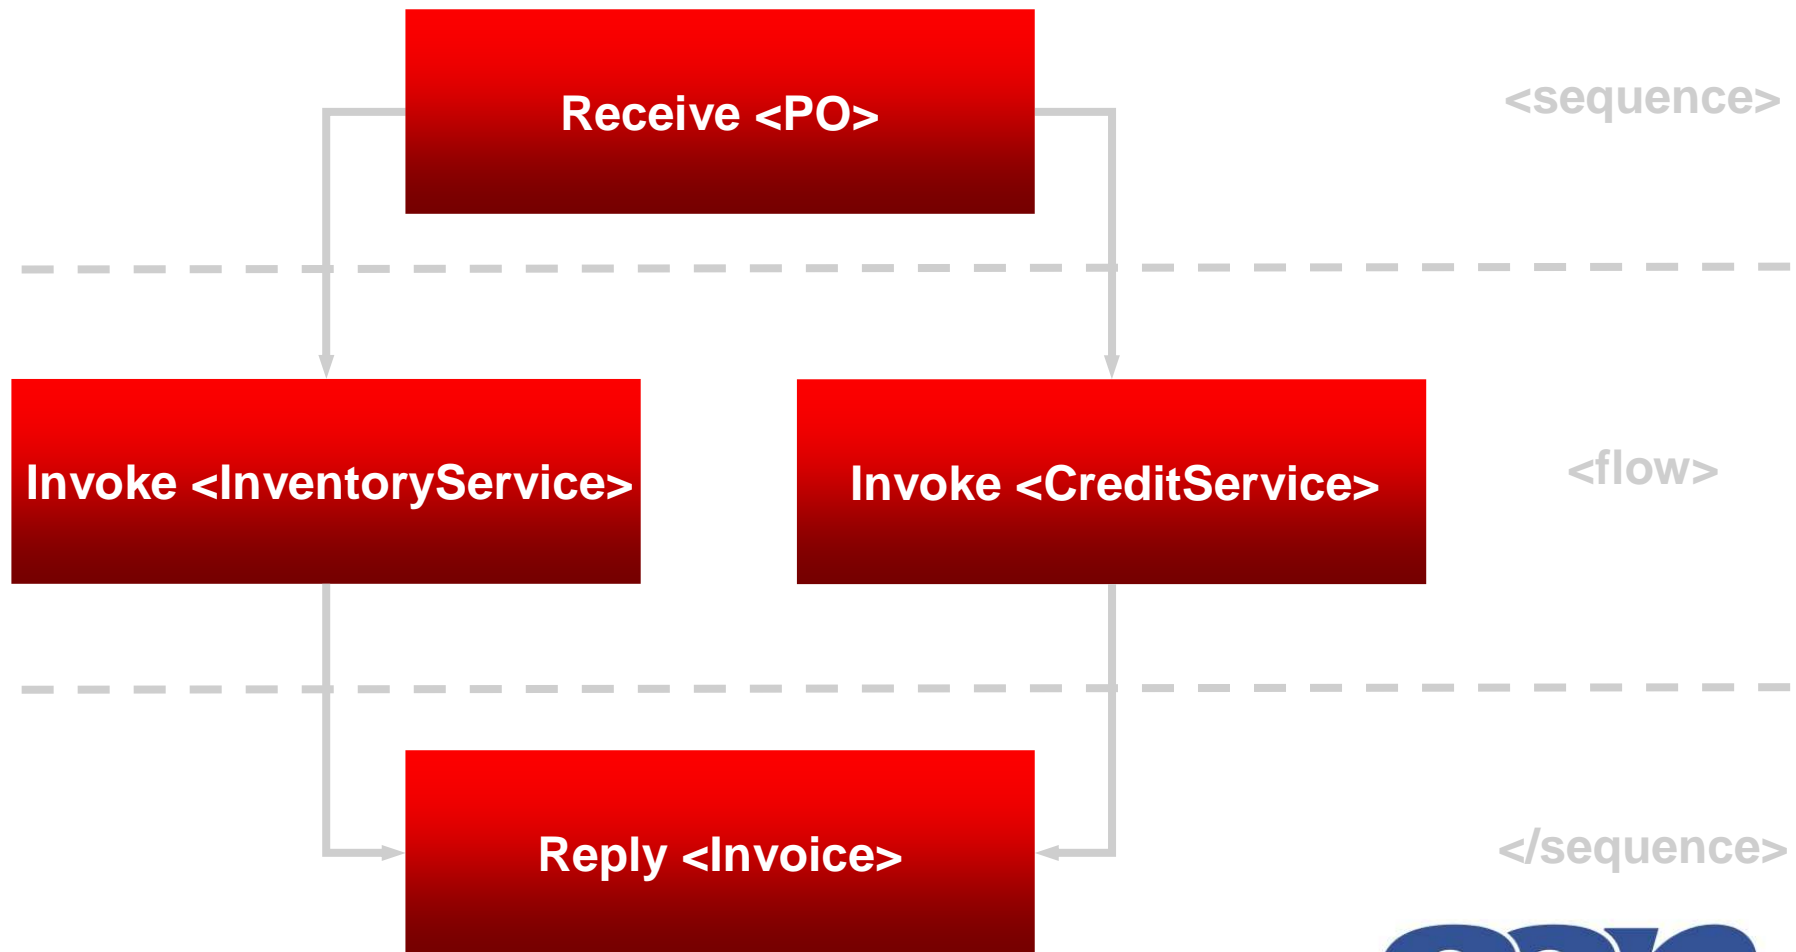 Receive <PO>
<sequence>
Invoke <InventoryService>
Invoke <CreditService>
<flow>
Reply <Invoice>
</sequence>